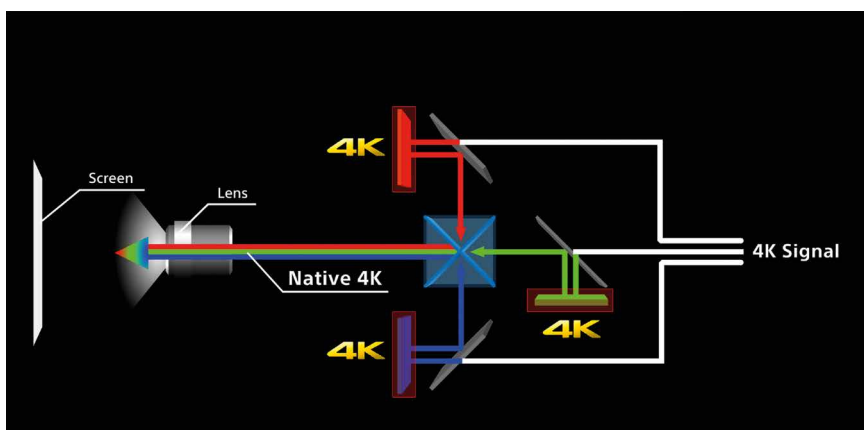 4K
Screen
Lens
4K Signal
Native 4K
4K
4K